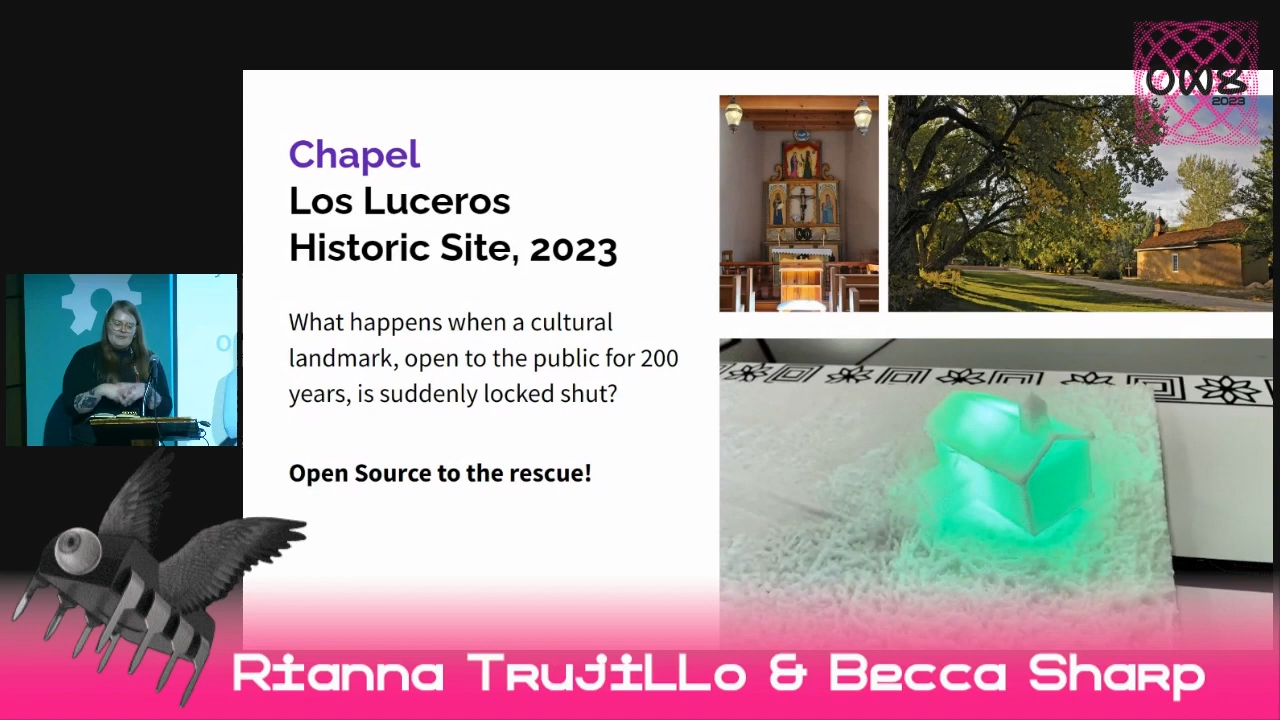 OW8
2023
Chapel
Los Luceros
Historic Site, 2023
What happens when a cultural
landmark, open to the public for 200
years, is suddenly locked shut?
Open Source to the rescue!
Rianna Trujillo & Becca Sharp